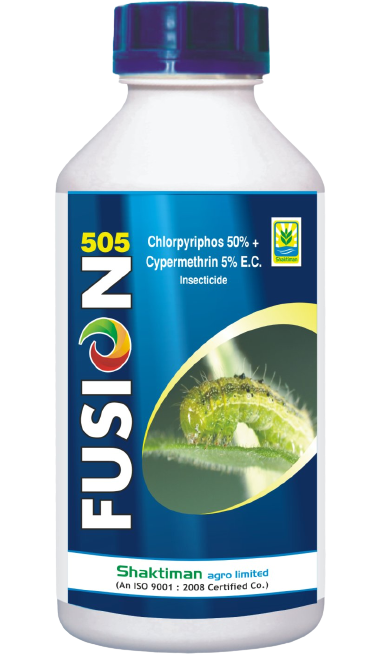 505
FUSION
Chlorpyriphos 50% +
Cypermethrin 5% E.C.
Insecticide
Shaktiman
Shaktiman agro limited
(An ISO 9001 : 2008 Certified Co.)